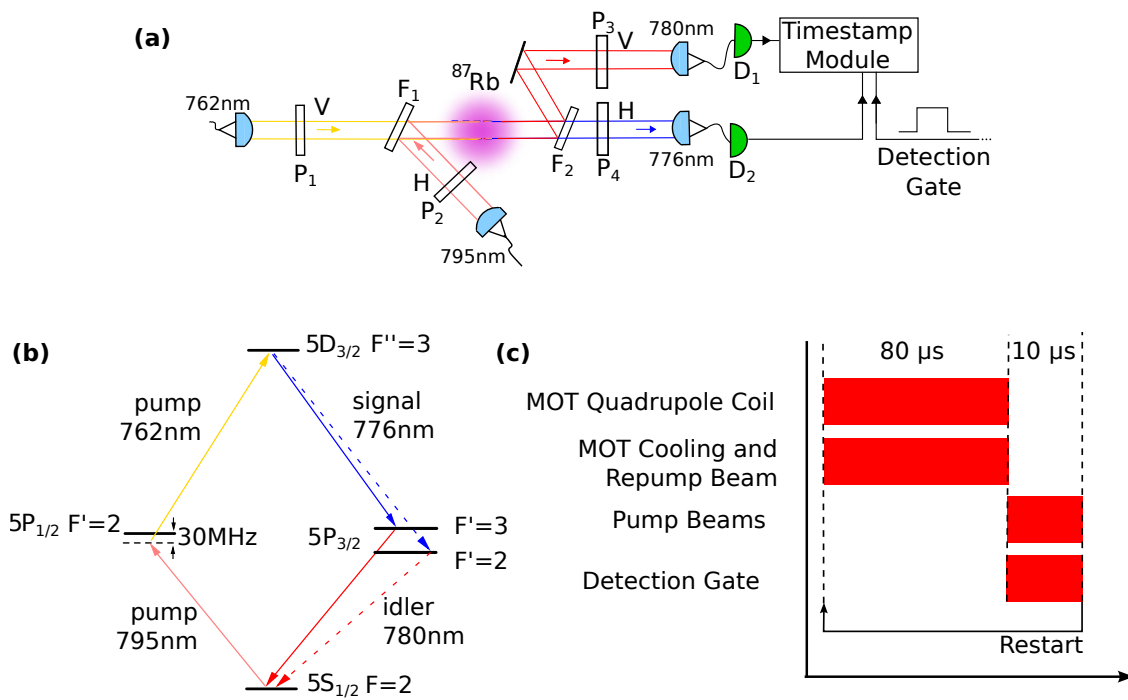 (a)
762nm
P1
V
F1
87Rb
H
P2
795nm
F2
P3
V
780nm
D1
H
P4
776nm
D2
Timestamp
Module
Detection
Gate
(b)
5D3/2 F''=3
pump
762nm
signal
776nm
5P1/2 F'=2
30MHz
5P3/2
F'=3
F'=2
pump
795nm
idler
780nm
5S1/2 F=2
(c)
80 µs
10 µs
MOT Quadrupole Coil
MOT Cooling and
Repump Beam
Pump Beams
Detection Gate
Restart